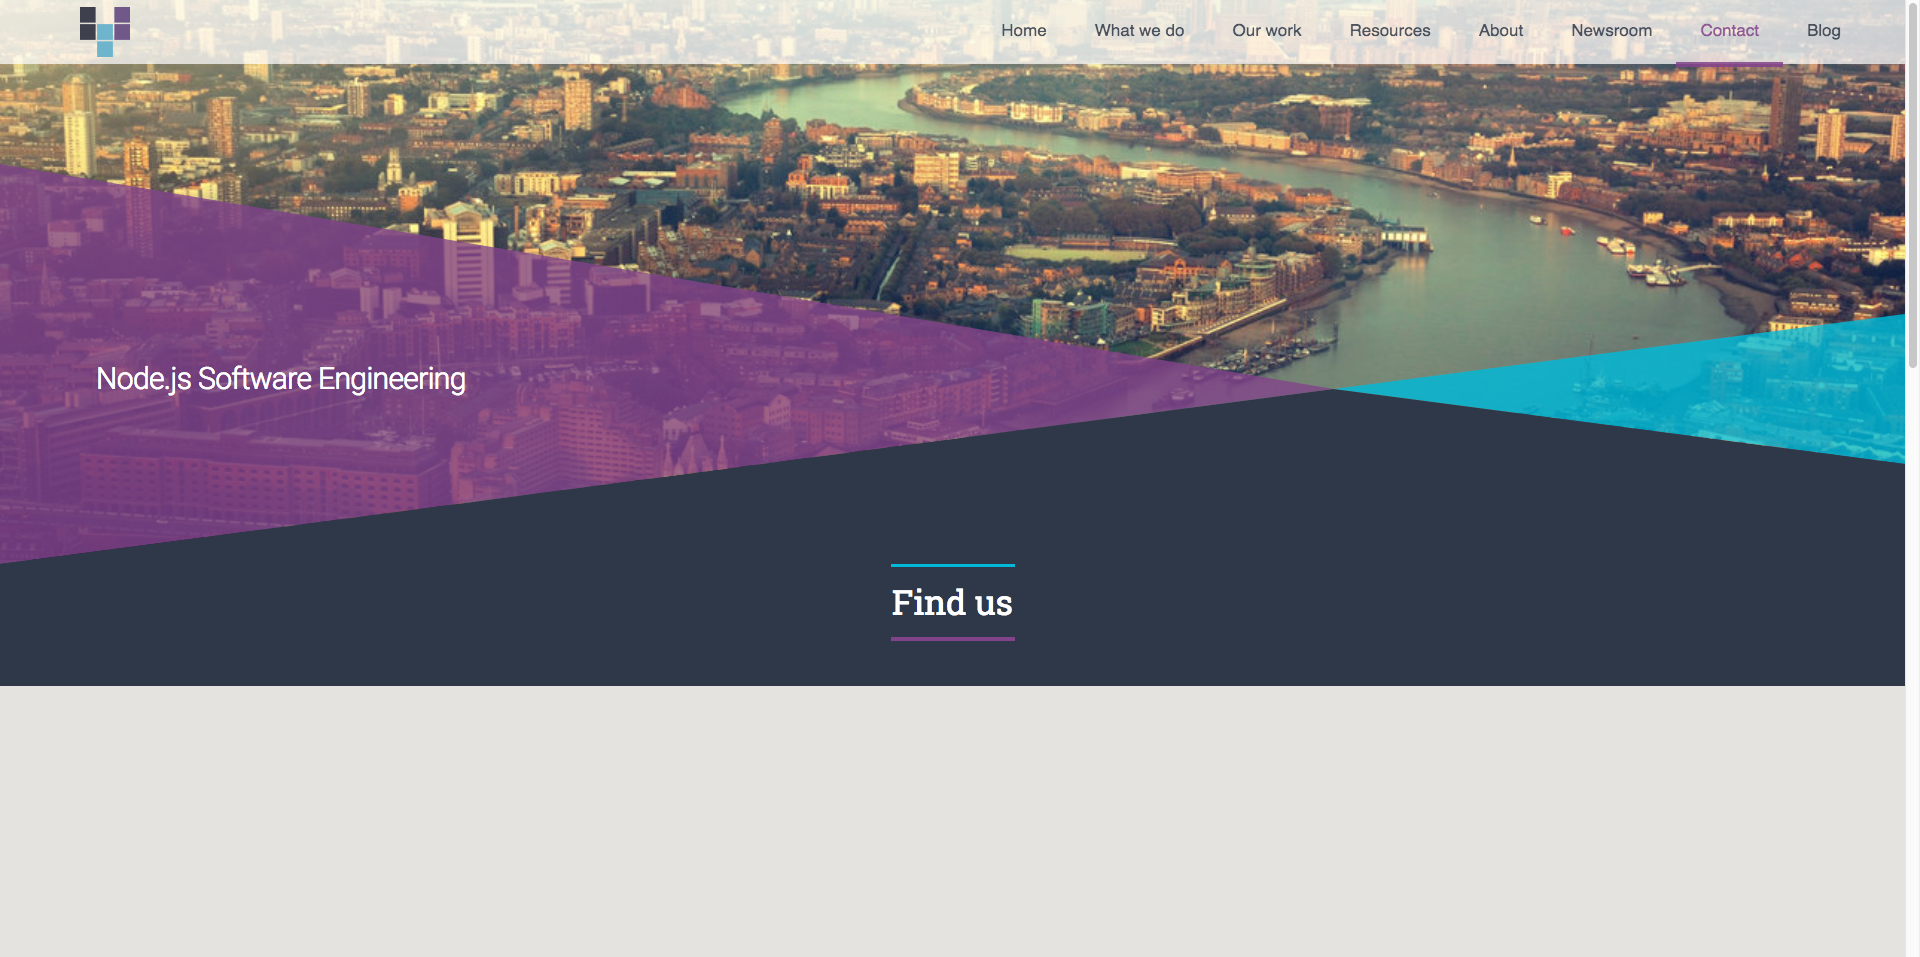 Home What we do Our work Resources About Newsroom Contact Blog
Node.js Software Engineering
Find us